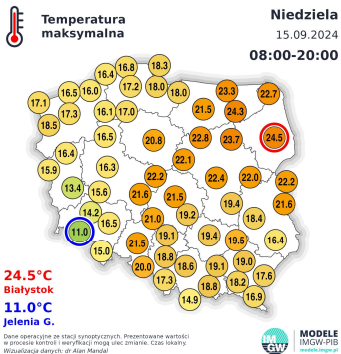 Temperatura
maksymalna
Niedziela
15.09.2024
08:00-20:00
16.4 16.8 18.3
16.5 16.0 17.2 18.0 18.0 23.3 22.7
17.1 17.3 16.1 17.0 21.5 24.3
18.5 16.5 20.8 22.8 23.7 24.5
16.4 16.3 22.1
15.9 22.2 22.4 22.0 22.2
13.4 15.6 21.6 21.5 19.4 21.6
14.2 16.5 21.0 19.2 18.4
11.0 15.0 21.5 19.1 19.4 19.5 16.4
20.0 18.8 18.6 19.1 19.0
17.3 18.8 18.2 17.6
14.9 16.9
24.5°C
Białystok
11.0°C
Jelenia G.
Dane operacyjne ze stacji synoptycznych. Prezentowane wartości
w procesie kontroli i weryfikacji mogą ulec zmianie. Czas lokalny.
Wizualizacja danych: dr Alan Mandal
IMGW
MODELE
IMGW-PIB
modele.imgw.pl